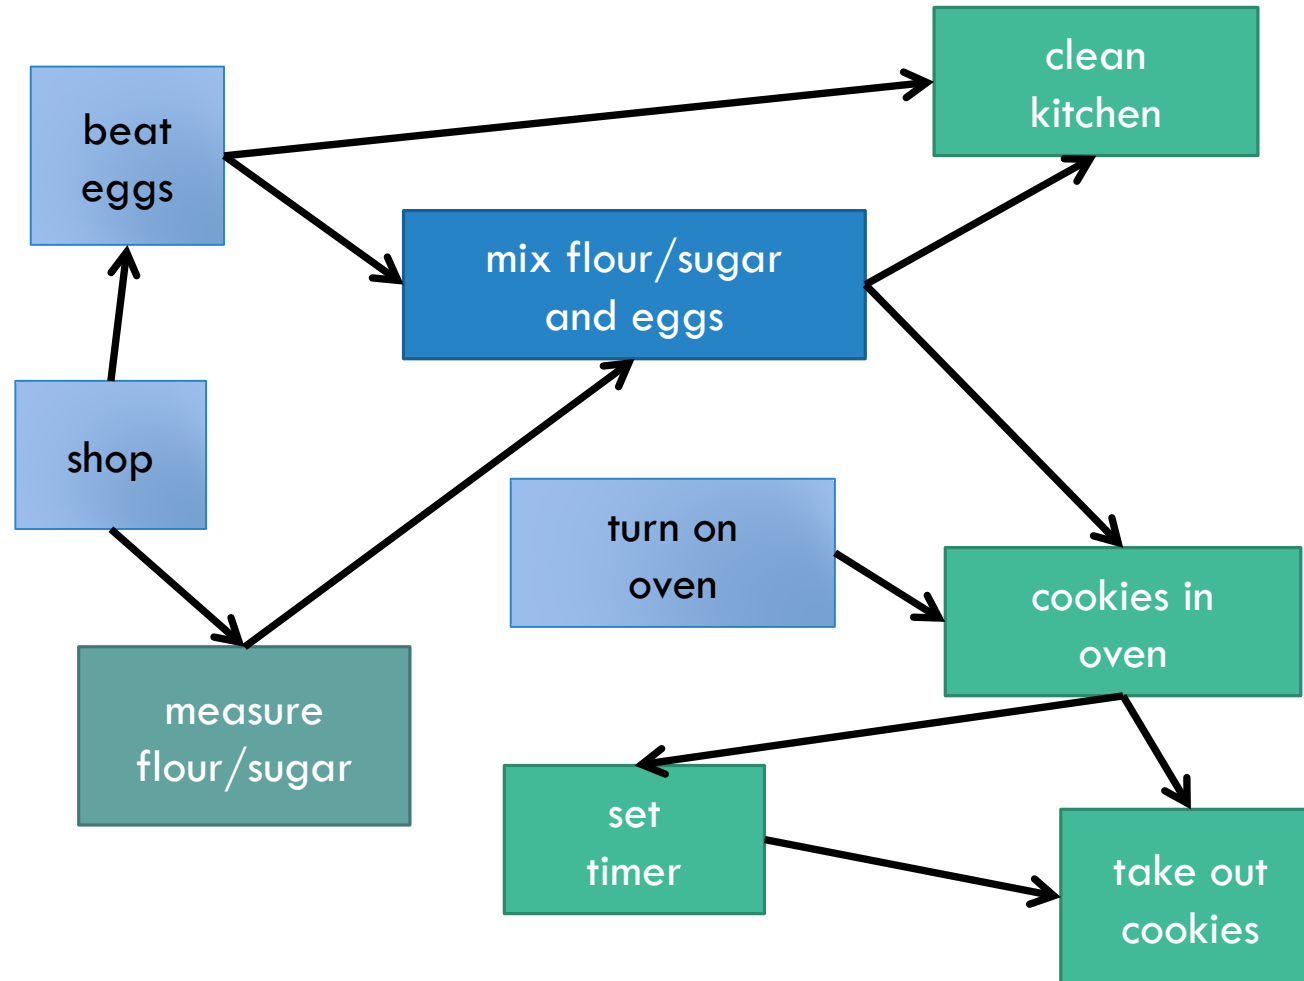 clean
kitchen
beat
eggs
mix flour/sugar
and eggs
shop
turn on
oven
cookies in
oven
measure
flour/sugar
set
timer
take out
cookies